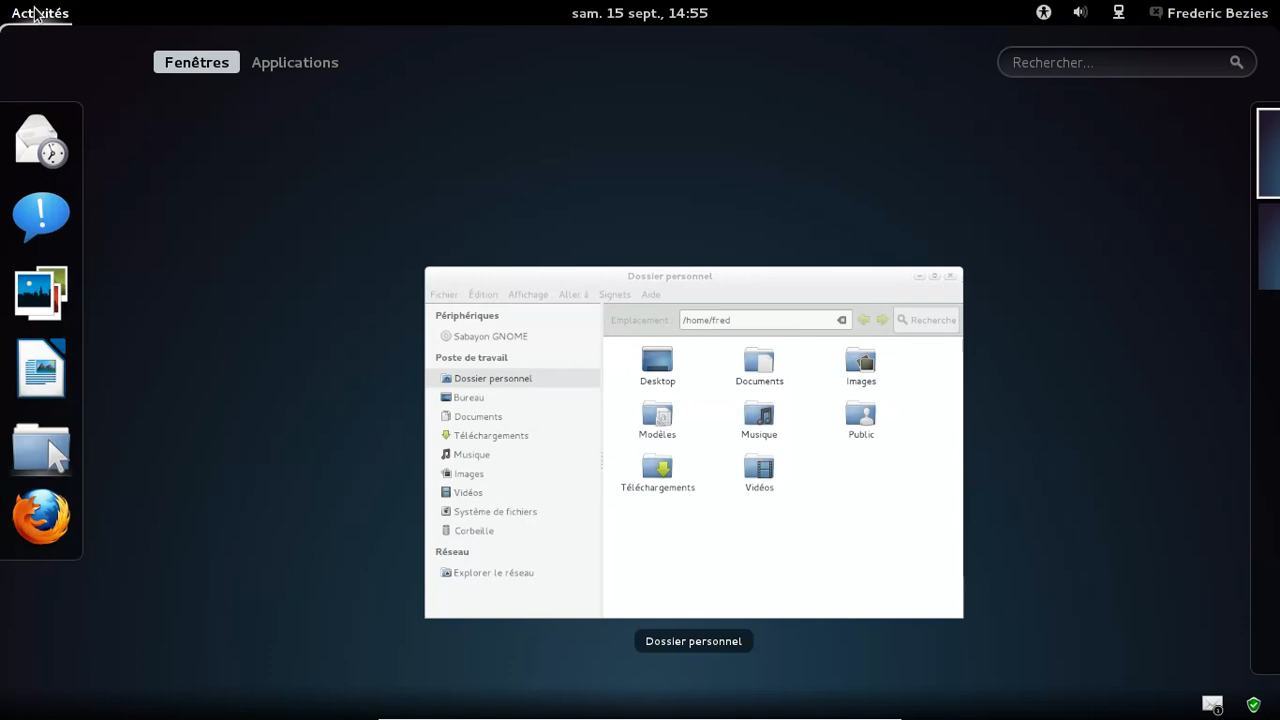 Activités
sam. 15 sept., 14:55
Frederic Bezies
Fenêtres
Applications
Rechercher...
Dossier personnel
Fichier Édition Affichage Aller à Signets Aide
Périphériques
Sabayon GNOME
Poste de travail
Dossier personnel
Bureau
Documents
Téléchargements
Musique
Images
Vidéos
Système de fichiers
Corbeille
Réseau
Explorer le réseau
Emplacement : /home/fred Recherche
Desktop Documents Images
Modèles Musique Public
Téléchargements Vidéos
Dossier personnel